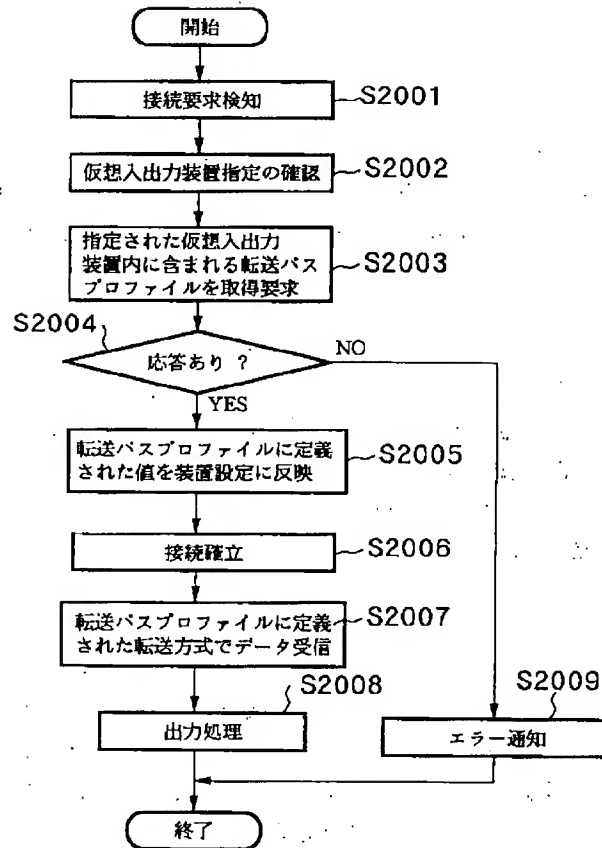 開始
接続要求検知
S2001
仮想入出力装置指定の確認
S2002
指定された仮想入出力
装置内に含まれる転送パス
プロファイルを取得要求
S2003
S2004
応答あり ?
NO
YES
転送パスプロファイルに定義
された値を装置設定に反映
S2005
接続確立
S2006
転送パスプロファイルに定義
された転送方式でデータ受信
S2007
S2008
出力処理
S2009
エラー通知
終了